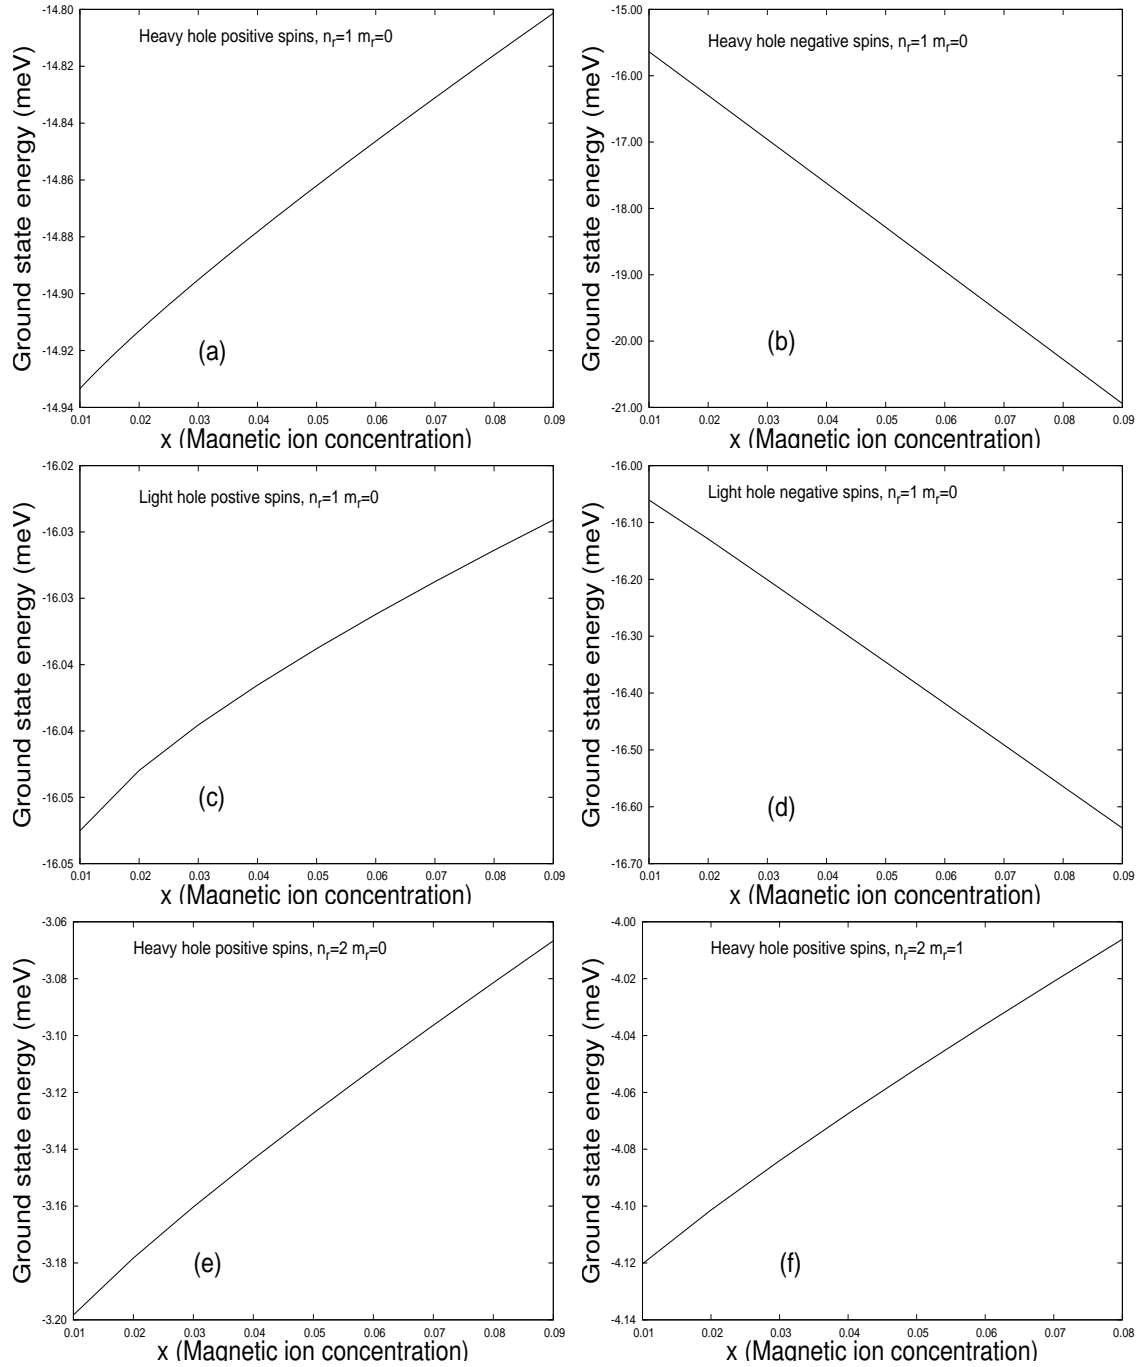 Heavy hole positive spins, nr=1 mr=0
Ground state energy (meV)
-14.80
-14.82
-14.84
-14.86
-14.88
-14.90
-14.92
-14.94
(a)
0.01 0.02 0.03 0.04 0.05 0.06 0.07 0.08 0.09
x (Magnetic ion concentration)
Heavy hole negative spins, nr=1 mr=0
Ground state energy (meV)
-15.00
-16.00
-17.00
-18.00
-19.00
-20.00
-21.00
(b)
0.01 0.02 0.03 0.04 0.05 0.06 0.07 0.08 0.09
x (Magnetic ion concentration)
Light hole postive spins, nr=1 mr=0
Ground state energy (meV)
-16.02
-16.03
-16.03
-16.04
-16.04
-16.05
-16.05
(c)
0.01 0.02 0.03 0.04 0.05 0.06 0.07 0.08 0.09
x (Magnetic ion concentration)
Light hole negative spins, nr=1 mr=0
Ground state energy (meV)
-16.00
-16.10
-16.20
-16.30
-16.40
-16.50
-16.60
-16.70
(d)
0.01 0.02 0.03 0.04 0.05 0.06 0.07 0.08 0.09
x (Magnetic ion concentration)
Heavy hole positive spins, nr=2 mr=0
Ground state energy (meV)
-3.06
-3.08
-3.10
-3.12
-3.14
-3.16
-3.18
-3.20
(e)
0.01 0.02 0.03 0.04 0.05 0.06 0.07 0.08 0.09
x (Magnetic ion concentration)
Heavy hole positive spins, nr=2 mr=1
Ground state energy (meV)
-4.00
-4.02
-4.04
-4.06
-4.08
-4.10
-4.12
-4.14
(f)
0.01 0.02 0.03 0.04 0.05 0.06 0.07 0.08
x (Magnetic ion concentration)